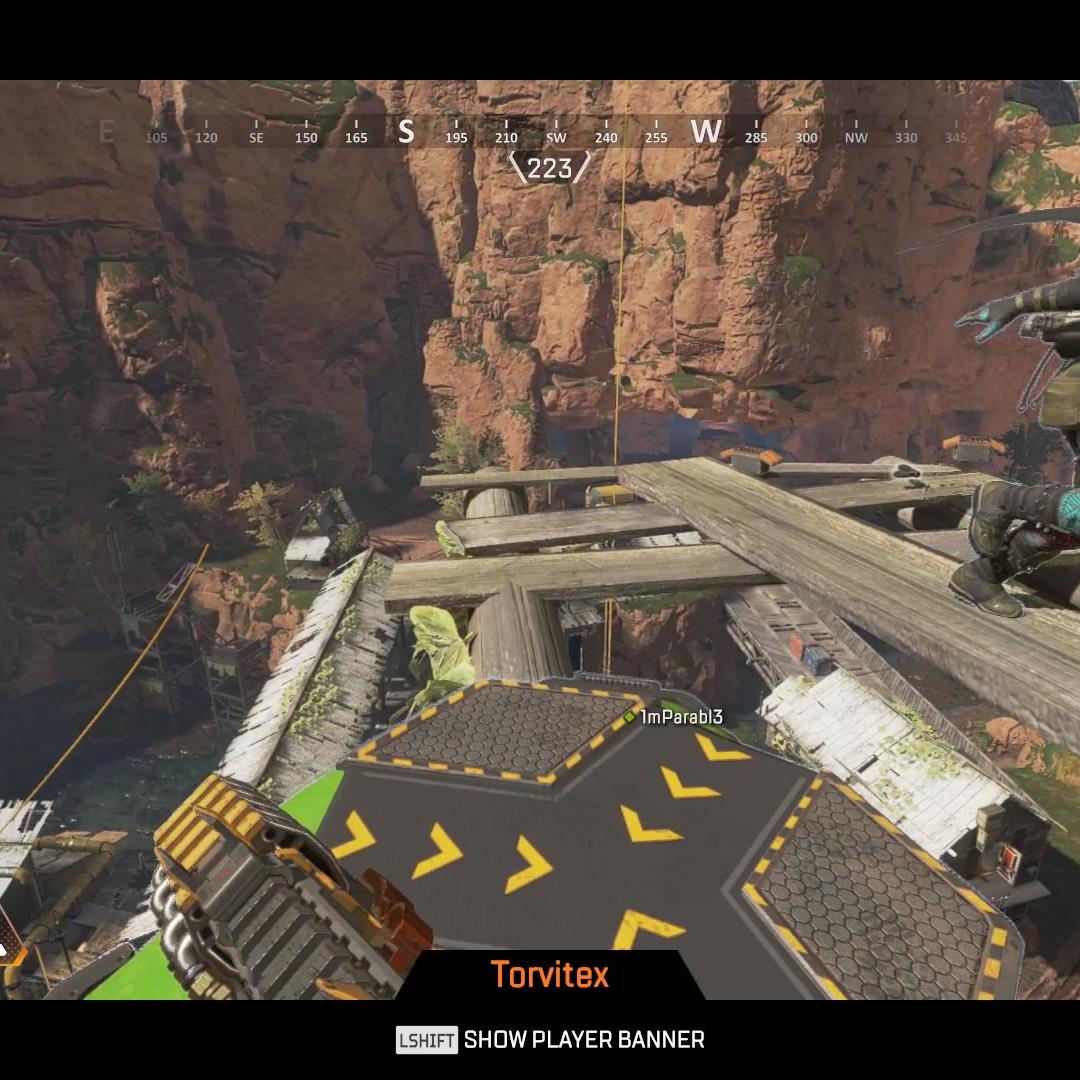 E 105 120 SE 150 165 S 195 210 SW 240 255 W 285 300 NW 330 345
223
1mParabl3
Torvitex
LSHIFT SHOW PLAYER BANNER